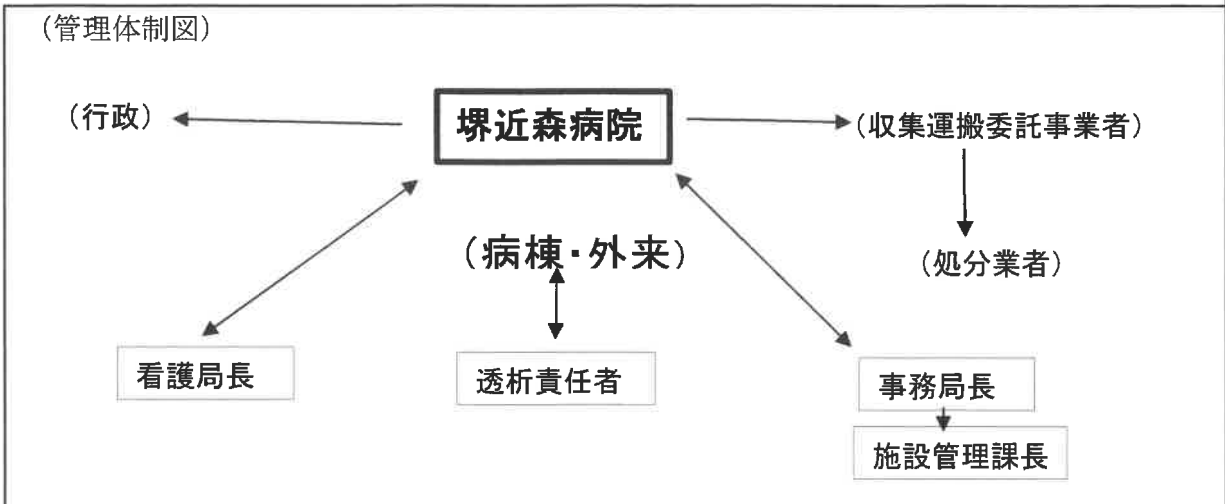 （管理体制図）
（行政）
堺近森病院
（収集運搬委託事業者）
（病棟・外来）
（処分業者）
看護局長
透析責任者
事務局長
施設管理課長